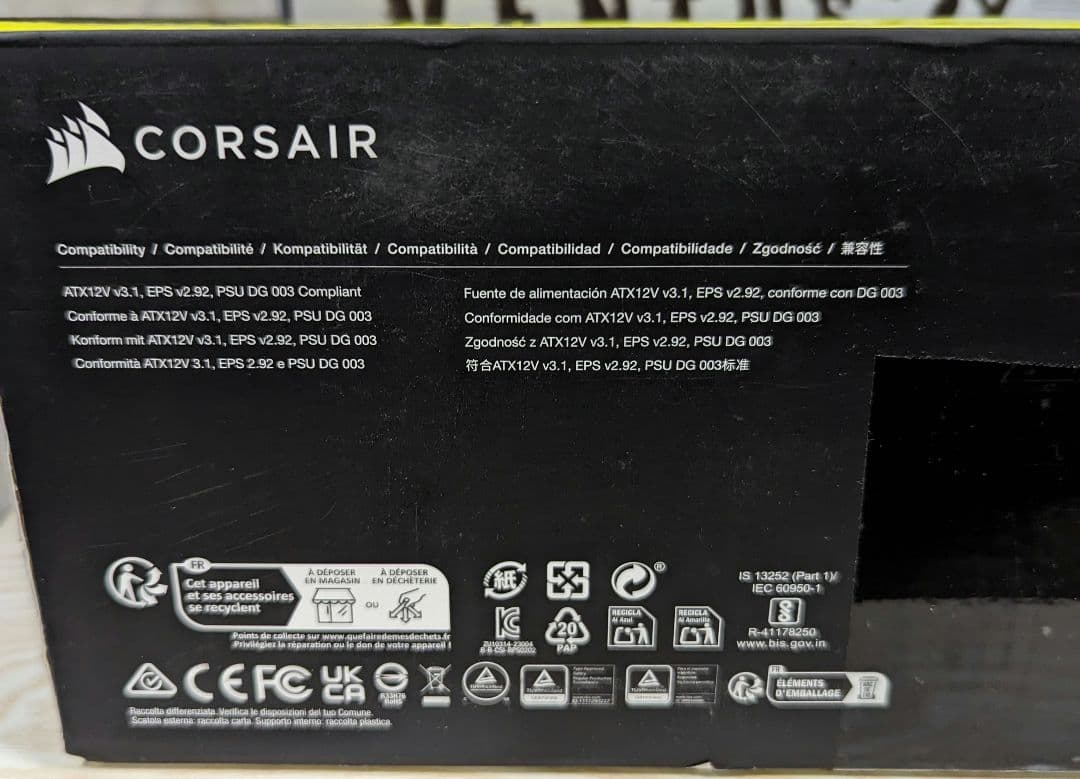 CORSAIR
Compatibility / Compatibilité / Kompatibilität / Compatibilità / Compatibilidad / Compatibilidade / Zgodność / 兼容性
ATX12V v3.1, EPS v2.92, PSU DG 003 Compliant
Conforme à ATX12V v3.1, EPS v2.92, PSU DG 003
Konform mit ATX12V v3.1, EPS v2.92, PSU DG 003
Conformità ATX12V 3.1, EPS 2.92 e PSU DG 003
Fuente de alimentación ATX12V v3.1, EPS v2.92, conforme con DG 003
Conformidade com ATX12V v3.1, EPS v2.92, PSU DG 003
Zgodność z ATX12V v3.1, EPS v2.92, PSU DG 003
符合ATX12V v3.1, EPS v2.92, PSU DG 003标准
FR
Cet appareil
et ses accessoires
se recyclent
À DÉPOSER
EN MAGASIN
OU
À DÉPOSER
EN DÉCHÈTERIE
Points de collecte sur www.quefairedemesdechets.fr
Privilégiez la réparation ou le don de votre appareil !
紙
®
20
PAP
RECICLA
Al Azul
RECICLA
Al Amarillo
IS 13252 (Part 1)/
IEC 60950-1
R-41178250
www.bis.gov.in
CE FC UK
CA
R33H76
RoHS
FR
ÉLÉMENTS
D'EMBALLAGE
Raccolta differenziata. Verifica le disposizioni del tuo Comune.
Scatola esterna: raccolta carta. Supporto interno: raccolta plastica.